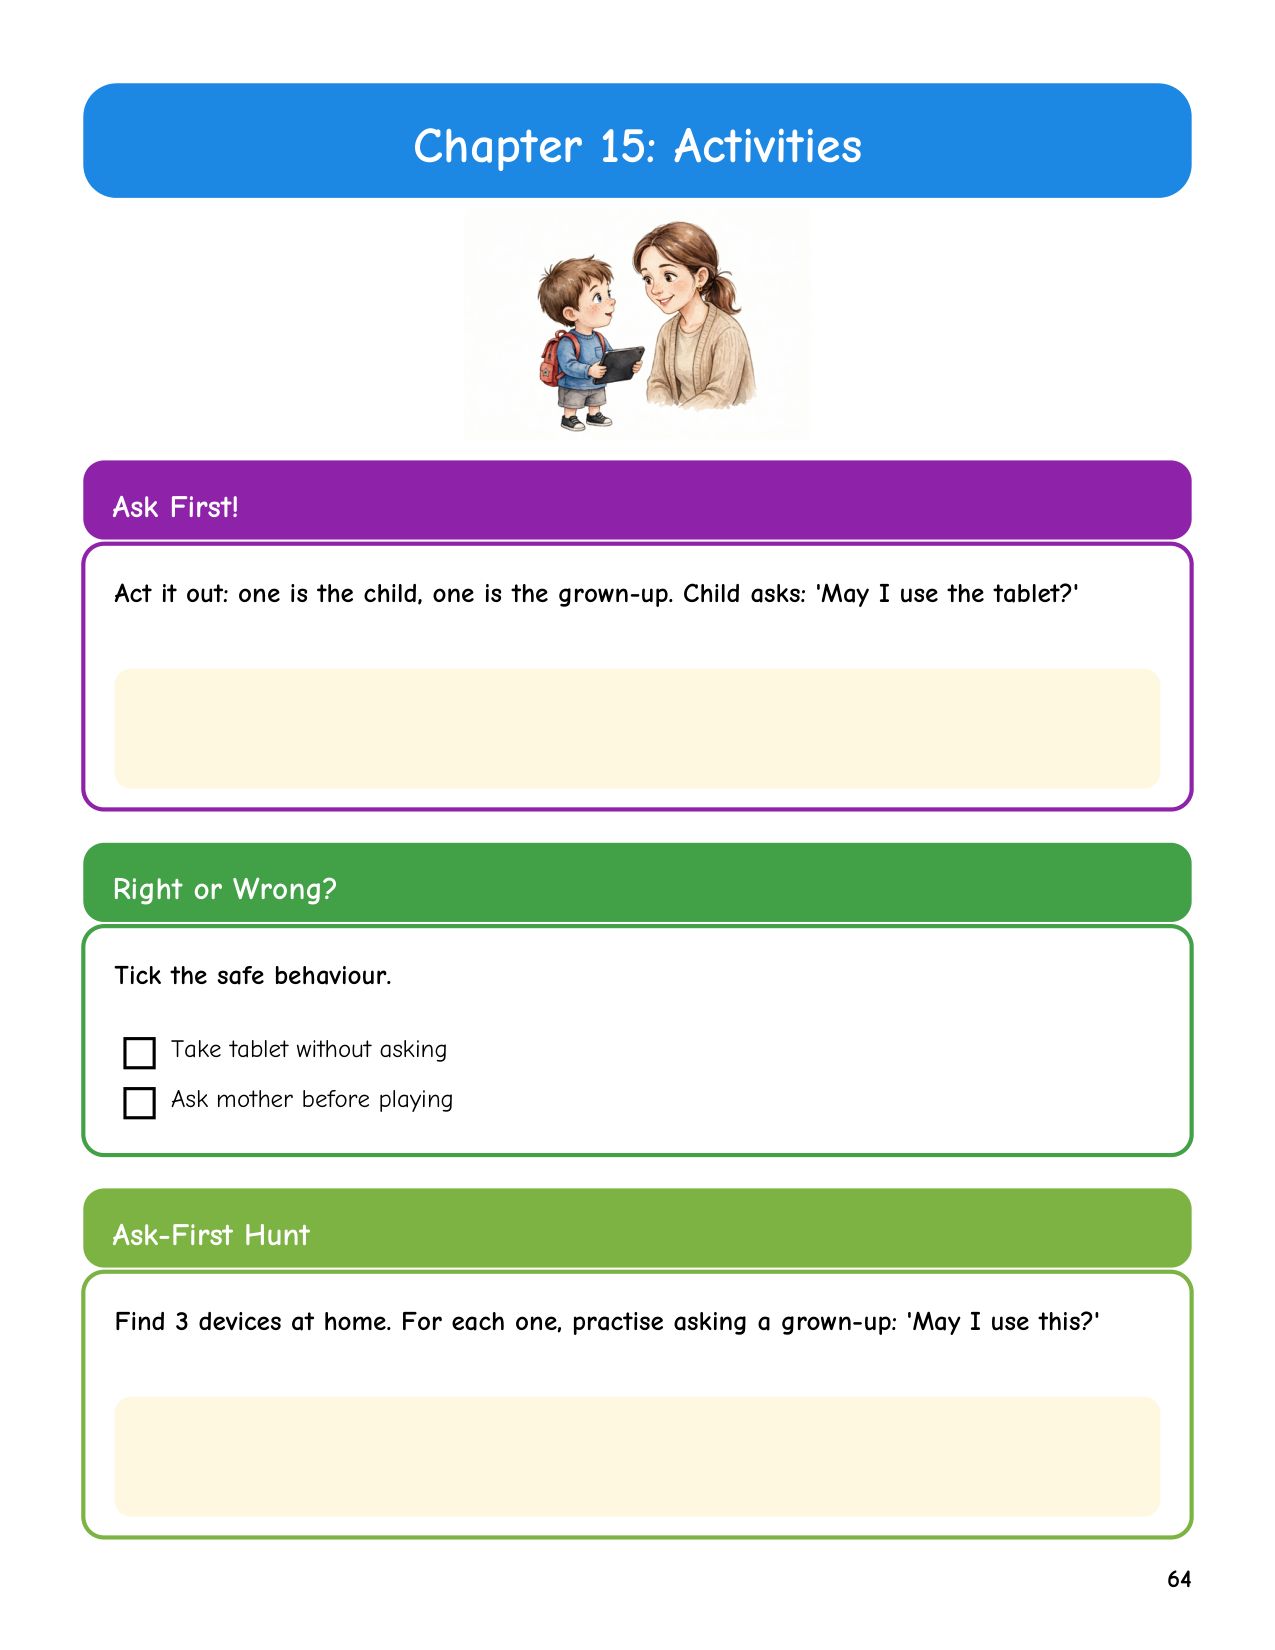 Chapter 15: Activities
Ask First!
Act it out: one is the child, one is the grown-up. Child asks: 'May I use the tablet?'
Right or Wrong?
Tick the safe behaviour.
Take tablet without asking
Ask mother before playing
Ask-First Hunt
Find 3 devices at home. For each one, practise asking a grown-up: 'May I use this?'
64